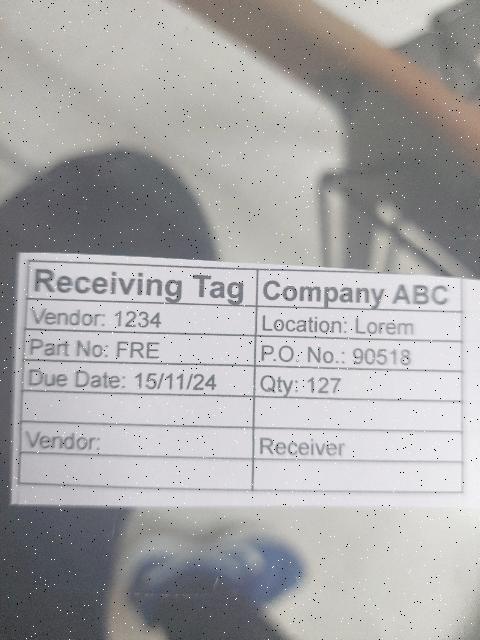 Receiving Tag Company ABC
Vendor: 1234 Location: Lorem
Part No: FRE P.O. No.: 90518
Due Date: 15/11/24 Qty: 127
Vendor: Receiver